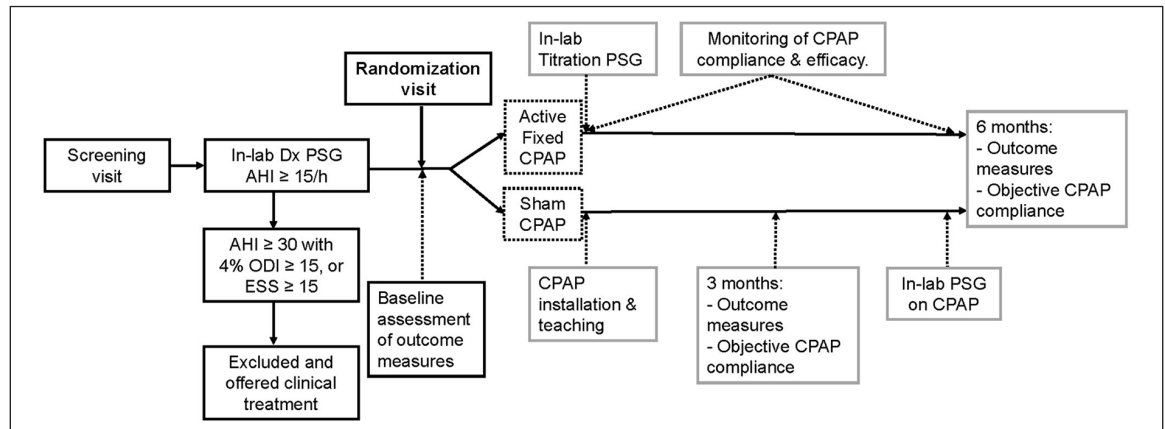 Screening
visit
In-lab Dx PSG
AHI ≥ 15/h
AHI ≥ 30 with
4% ODI ≥ 15, or
ESS ≥ 15
Excluded and
offered clinical
treatment
Randomization
visit
Baseline
assessment
of outcome
measures
Active
Fixed
CPAP
Sham
CPAP
In-lab
Titration PSG
Monitoring of CPAP
compliance & efficacy.
CPAP
installation &
teaching
3 months:
- Outcome
measures
- Objective CPAP
compliance
In-lab PSG
on CPAP
6 months:
- Outcome
measures
- Objective CPAP
compliance